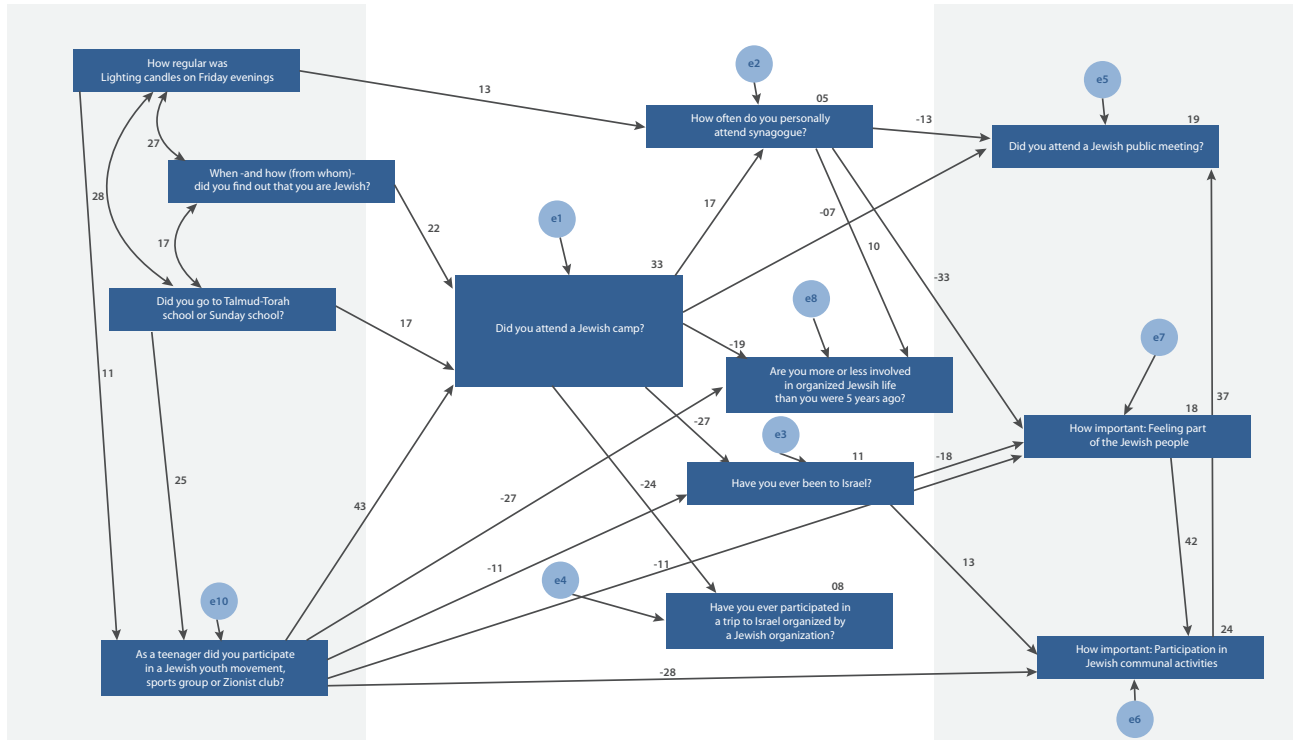 How regular was
Lighting candles on Friday evenings
e2
e5
13
05
How often do you personally
attend synagogue?
-13
19
Did you attend a Jewish public meeting?
27
When -and how (from whom)-
did you find out that you are Jewish?
28
17
22
e1
17
-07
10
33
-33
Did you go to Talmud-Torah
school or Sunday school?
17
Did you attend a Jewish camp?
e8
e7
-19
Are you more or less involved
in organized Jewsih life
than you were 5 years ago?
11
37
18
How important: Feeling part
of the Jewish people
-27
e3
11
-18
Have you ever been to Israel?
25
43
-27
-24
42
-11
-11
13
e4
08
Have you ever participated in
a trip to Israel organized by
a Jewish organization?
e10
24
As a teenager did you participate
in a Jewish youth movement,
sports group or Zionist club?
-28
How important: Participation in
Jewish communal activities
e6